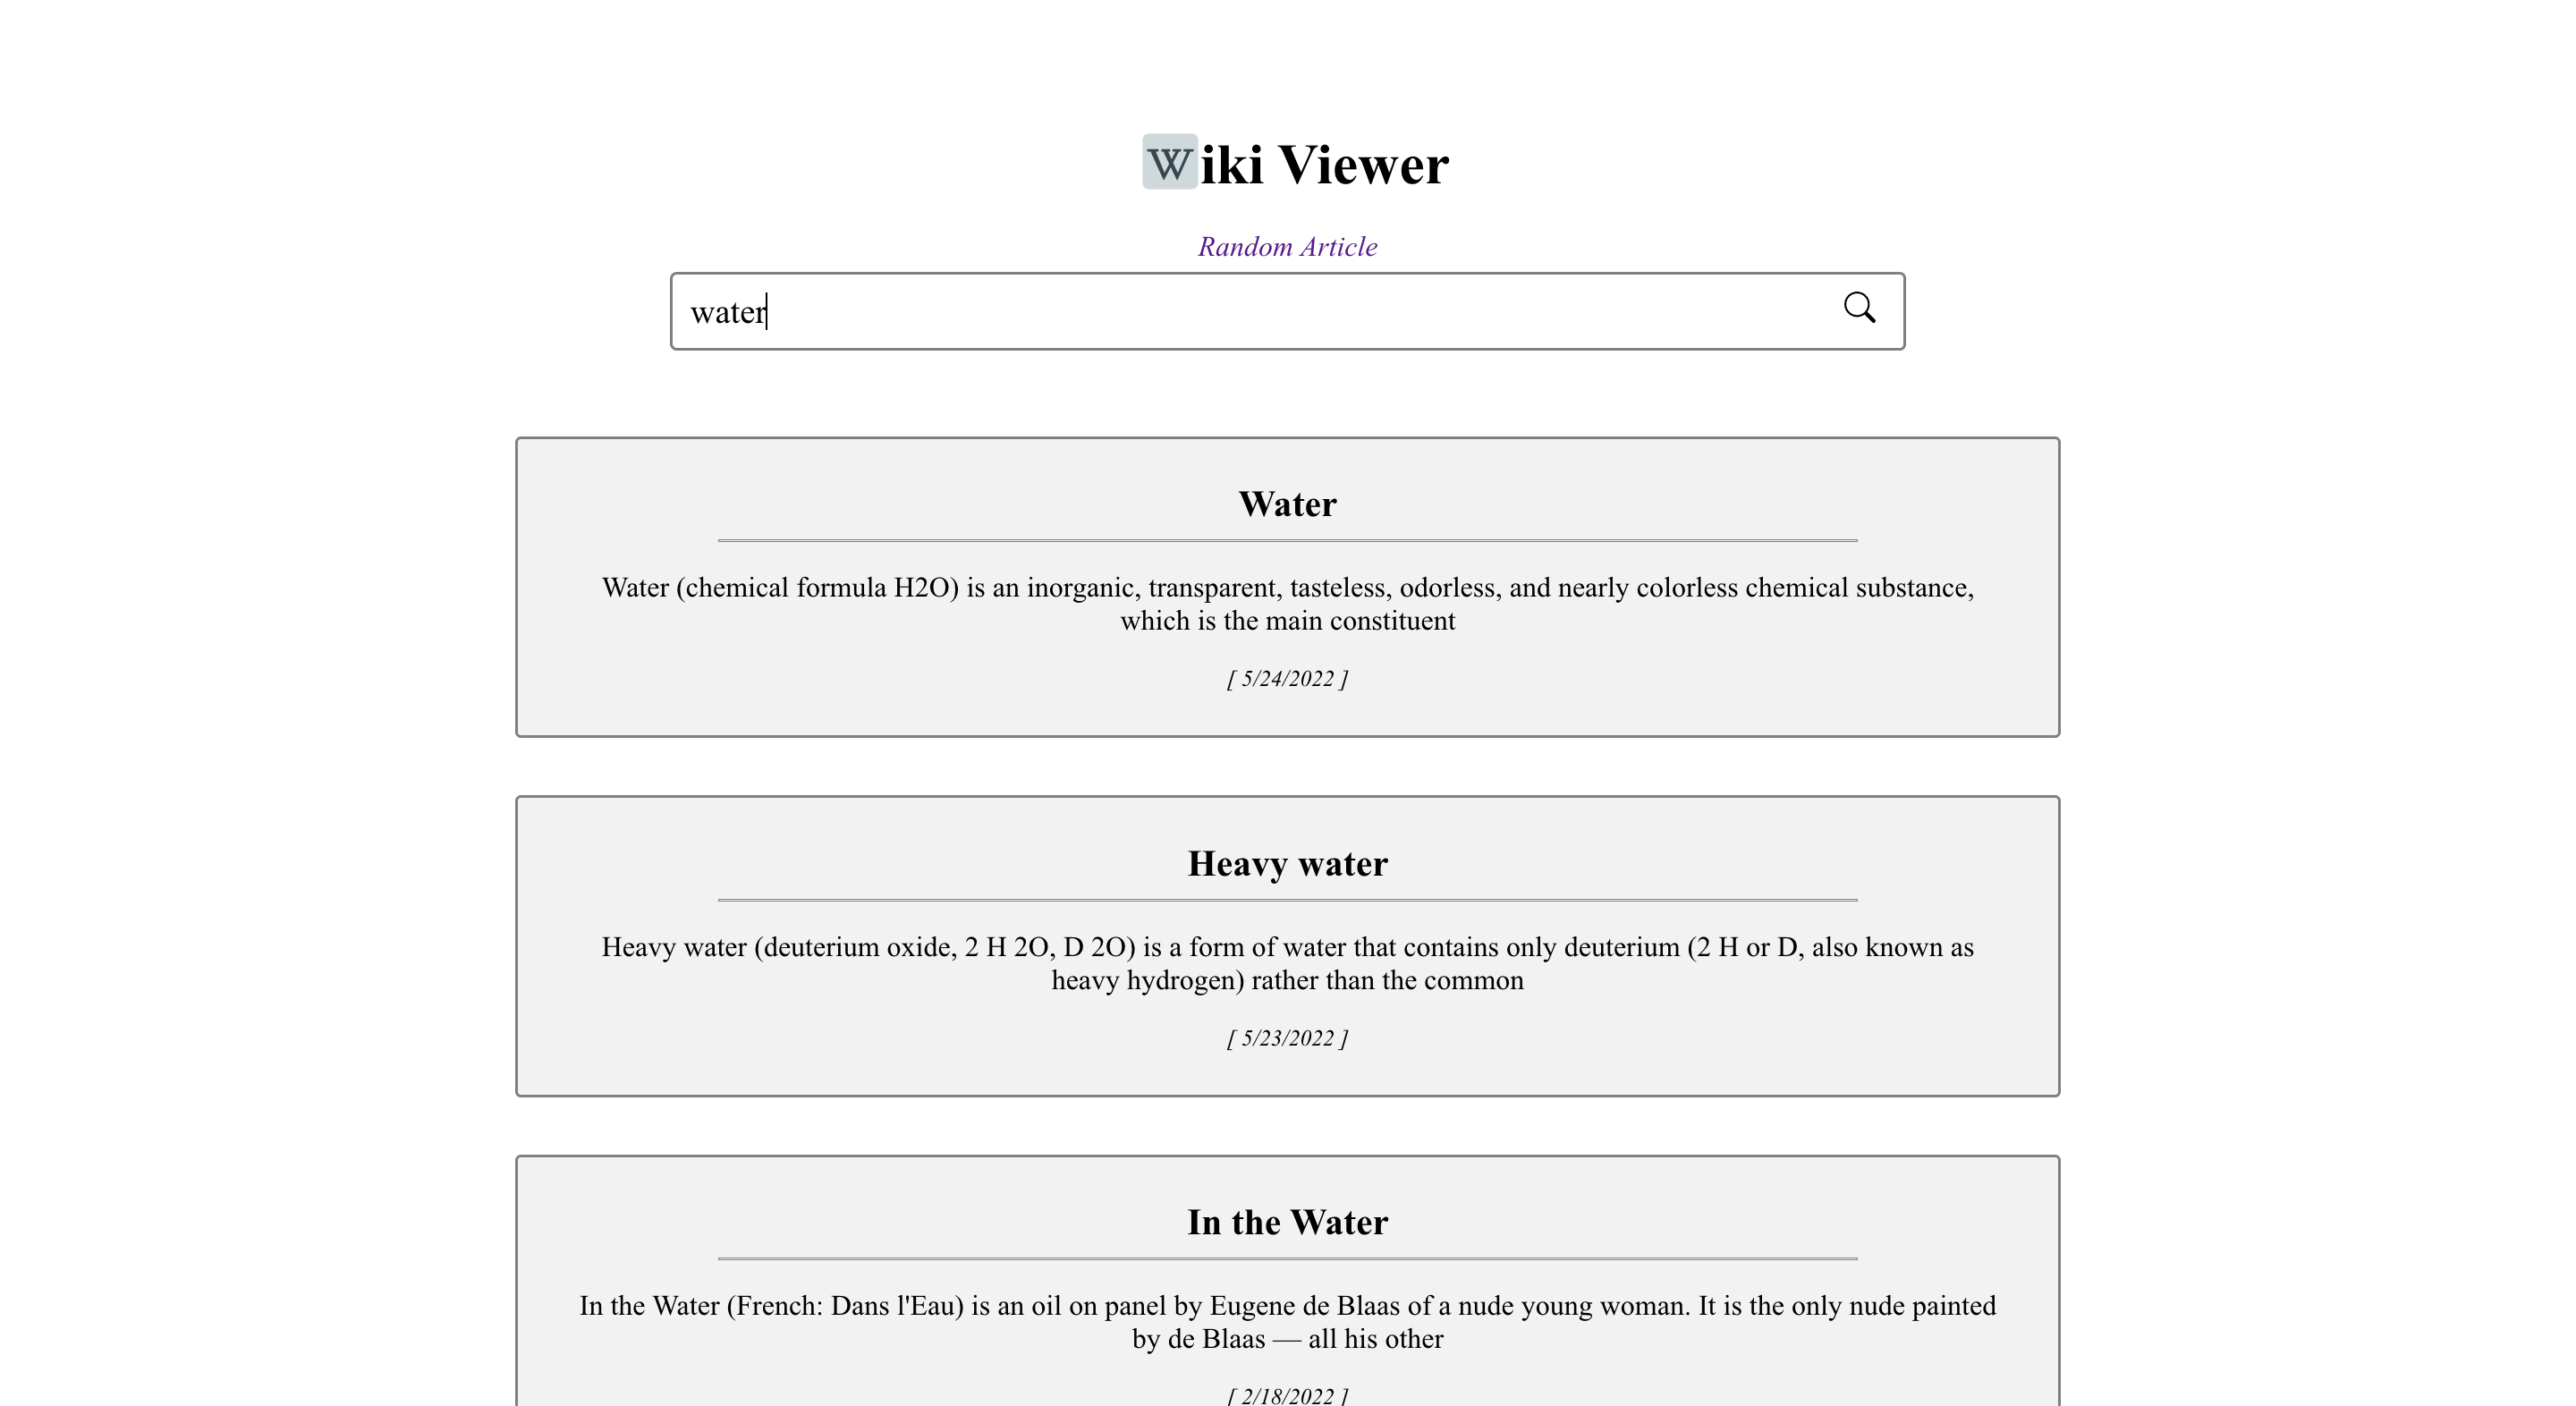 Wiki Viewer
Random Article
water
Water
Water (chemical formula H2O) is an inorganic, transparent, tasteless, odorless, and nearly colorless chemical substance,
which is the main constituent
[ 5/24/2022 ]
Heavy water
Heavy water (deuterium oxide, 2 H 2O, D 2O) is a form of water that contains only deuterium (2 H or D, also known as
heavy hydrogen) rather than the common
[ 5/23/2022 ]
In the Water
In the Water (French: Dans l'Eau) is an oil on panel by Eugene de Blaas of a nude young woman. It is the only nude painted
by de Blaas — all his other
[ 2/18/2022 ]